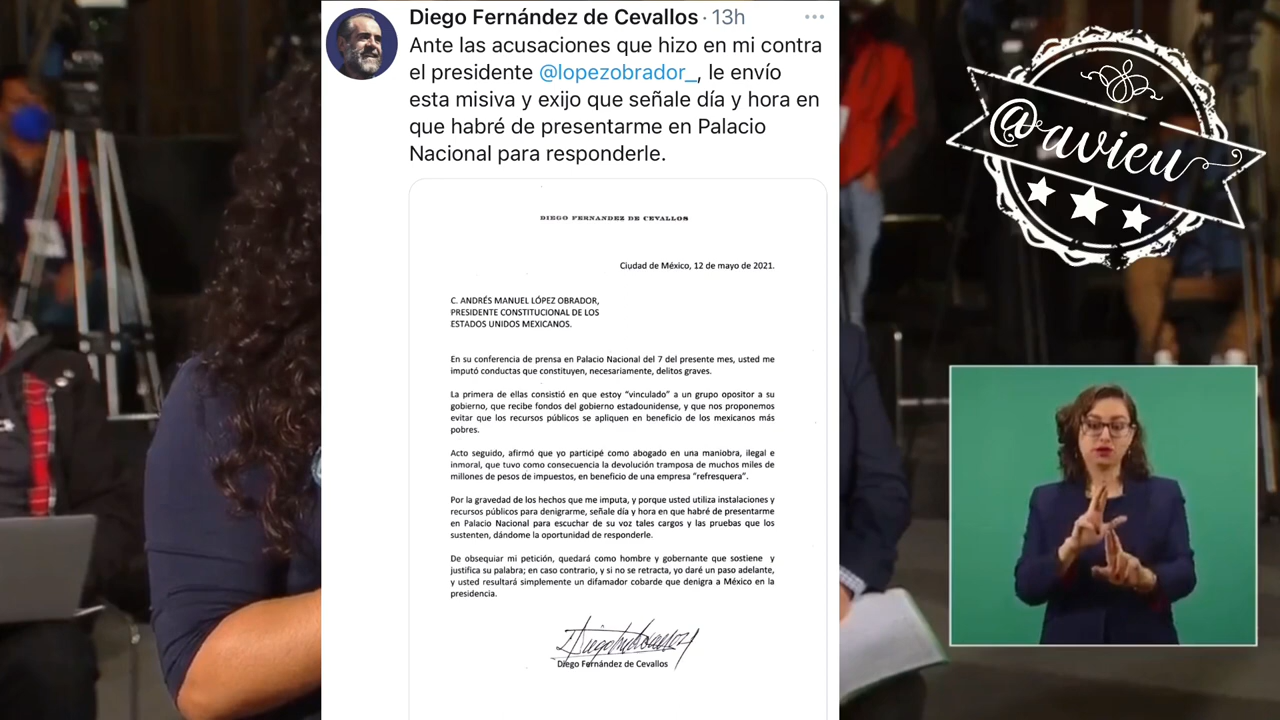 Diego Fernández de Cevallos · 13h
Ante las acusaciones que hizo en mi contra
el presidente @lopezobrador_, le envío
esta misiva y exijo que señale día y hora en
que habré de presentarme en Palacio
Nacional para responderle.
DIEGO FERNANDEZ DE CEVALLOS
Ciudad de México, 12 de mayo de 2021.
C. ANDRÉS MANUEL LÓPEZ OBRADOR,
PRESIDENTE CONSTITUCIONAL DE LOS
ESTADOS UNIDOS MEXICANOS.
En su conferencia de prensa en Palacio Nacional del 7 del presente mes, usted me
imputó conductas que constituyen, necesariamente, delitos graves.
La primera de ellas consistió en que estoy “vinculado” a un grupo opositor a su
gobierno, que recibe fondos del gobierno estadounidense, y que nos proponemos
evitar que los recursos públicos se apliquen en beneficio de los mexicanos más
pobres.
Acto seguido, afirmó que yo participé como abogado en una maniobra, ilegal e
inmoral, que tuvo como consecuencia la devolución tramposa de muchos miles de
millones de pesos de impuestos, en beneficio de una empresa “refresquera”.
Por la gravedad de los hechos que me imputa, y porque usted utiliza instalaciones y
recursos públicos para denigrarme, señale día y hora en que habré de presentarme
en Palacio Nacional para escuchar de su voz tales cargos y las pruebas que los
sustenten, dándome la oportunidad de responderle.
De obsequiar mi petición, quedará como hombre y gobernante que sostiene y
justifica su palabra; en caso contrario, y si no se retracta, yo daré un paso adelante,
y usted resultará simplemente un difamador cobarde que denigra a México en la
presidencia.
Diego Fernández de Cevallos
@avieu